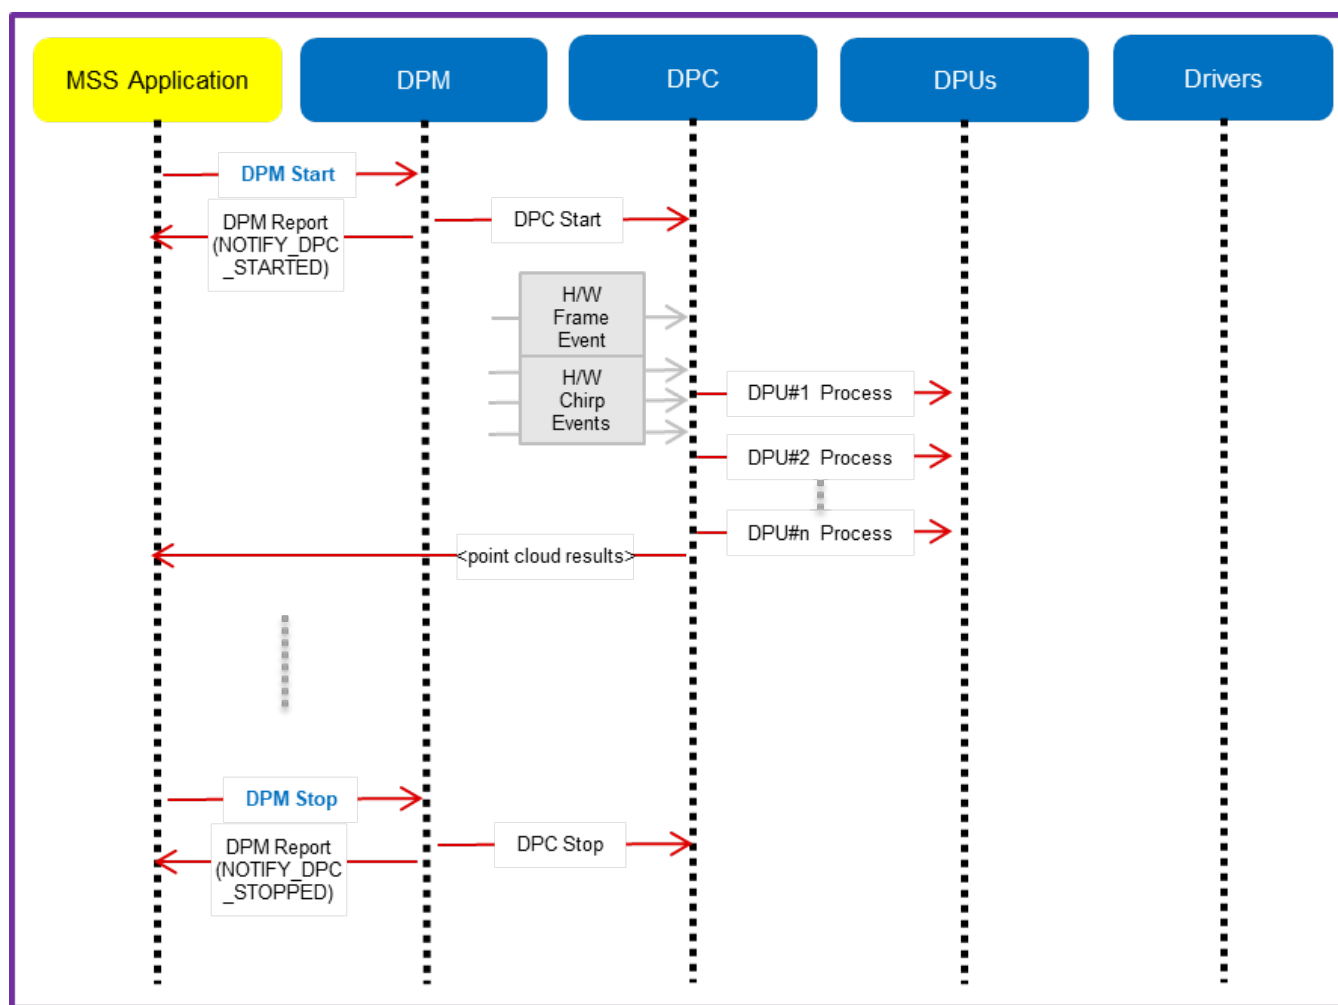 MSS Application
DPM
DPC
DPUs
Drivers
DPM Start
DPM Report
(NOTIFY_DPC
_STARTED)
DPC Start
H/W
Frame
Event
H/W
Chirp
Events
DPU#1 Process
DPU#2 Process
DPU#n Process
<point cloud results>
DPM Stop
DPM Report
(NOTIFY_DPC
_STOPPED)
DPC Stop